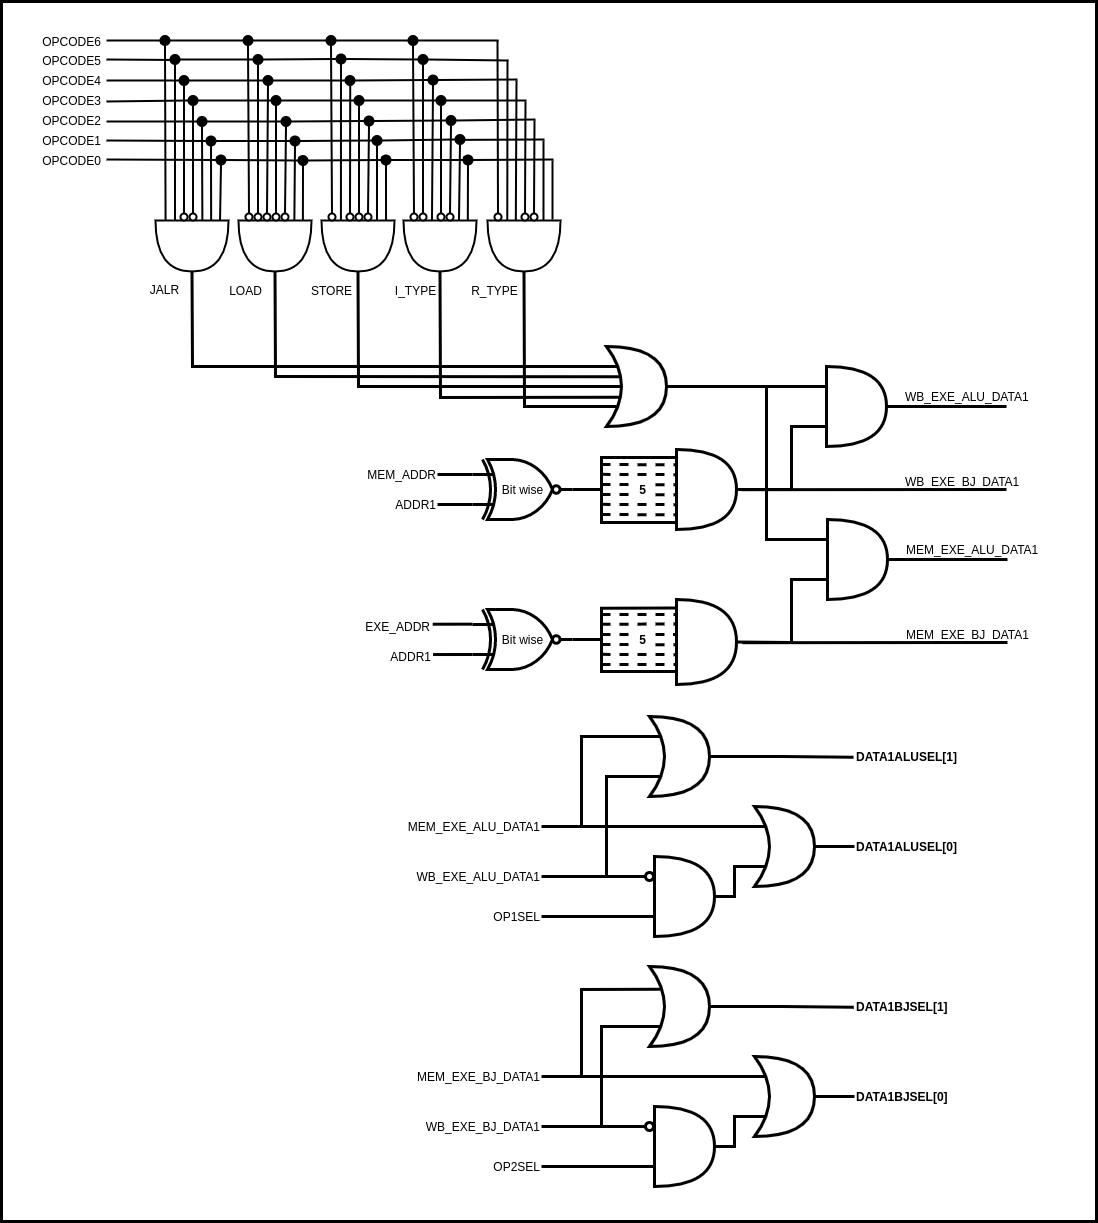 OPCODE6
OPCODE5
OPCODE4
OPCODE3
OPCODE2
OPCODE1
OPCODE0
JALR LOAD STORE I_TYPE R_TYPE
WB_EXE_ALU_DATA1
MEM_ADDR
ADDR1
Bit wise
5
WB_EXE_BJ_DATA1
MEM_EXE_ALU_DATA1
EXE_ADDR
ADDR1
Bit wise
5
MEM_EXE_BJ_DATA1
DATA1ALUSEL[1]
MEM_EXE_ALU_DATA1
DATA1ALUSEL[0]
WB_EXE_ALU_DATA1
OP1SEL
DATA1BJSEL[1]
MEM_EXE_BJ_DATA1
DATA1BJSEL[0]
WB_EXE_BJ_DATA1
OP2SEL